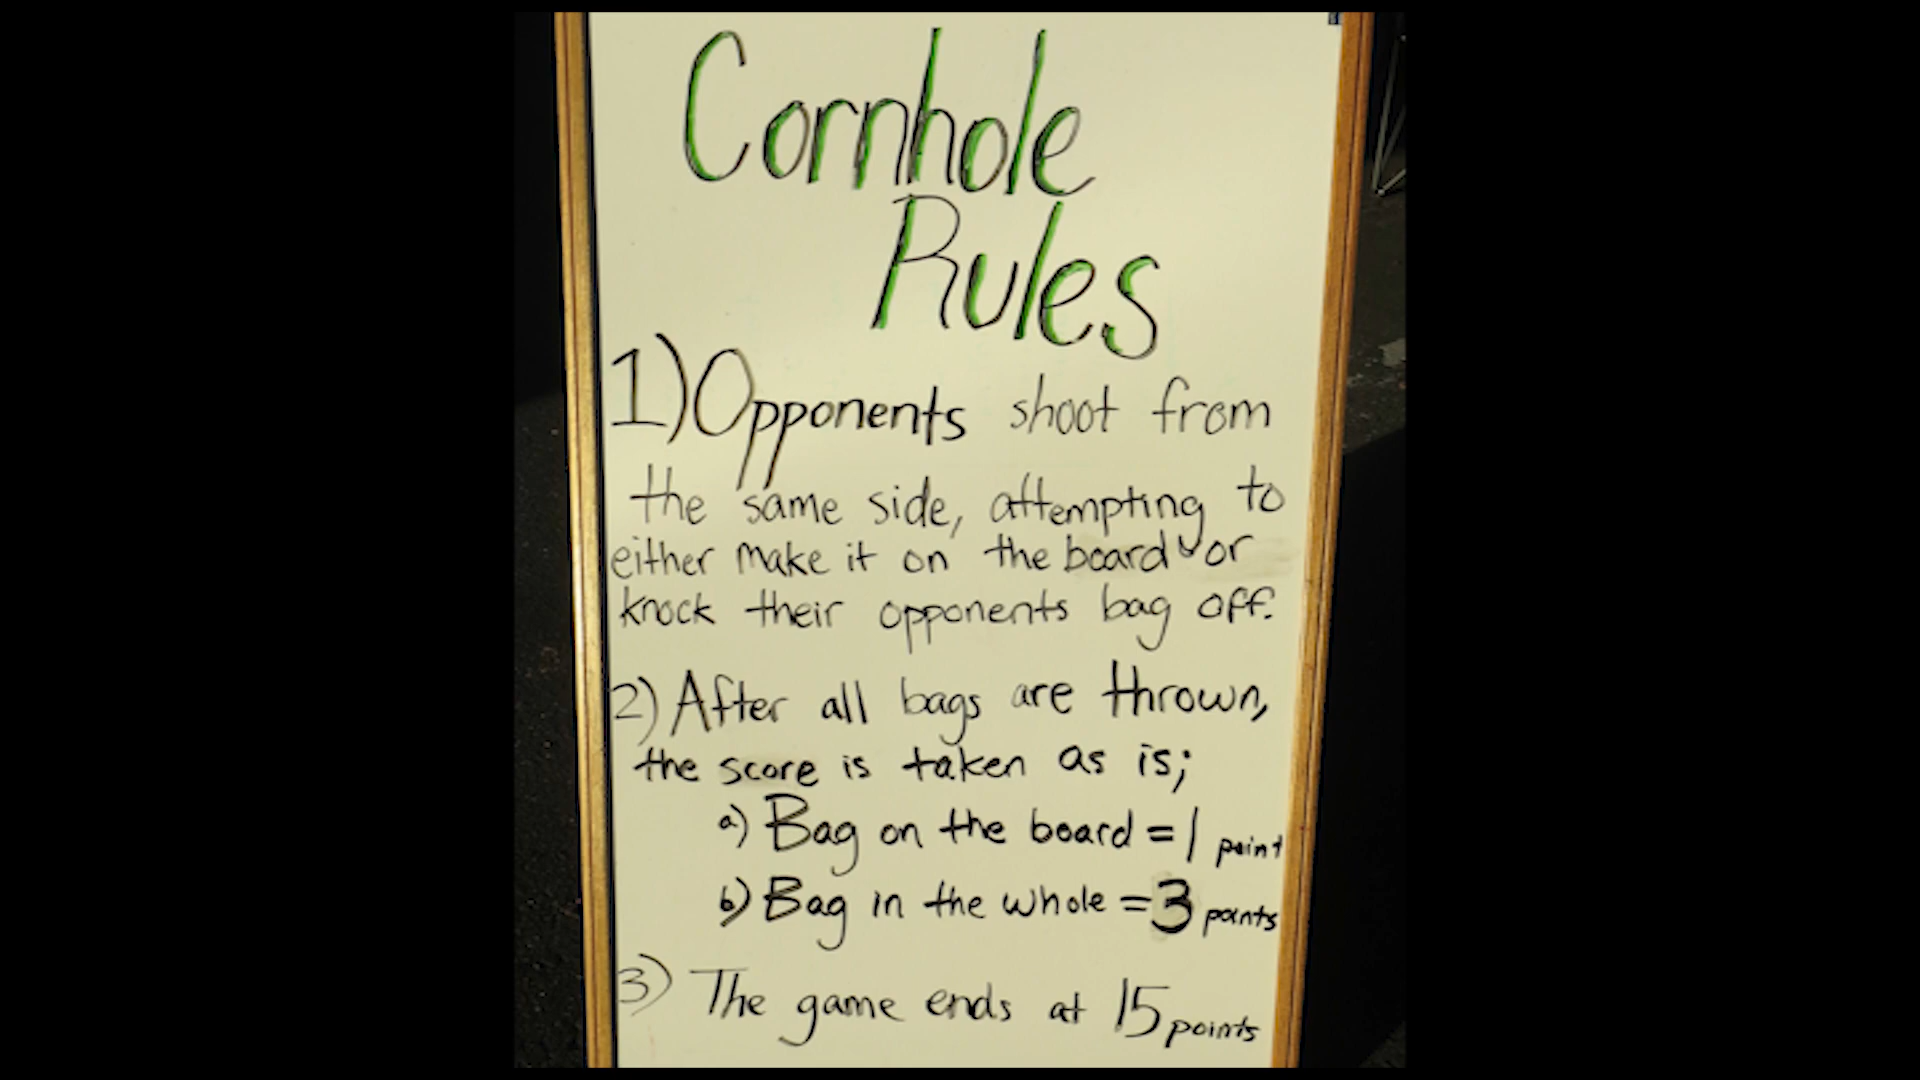 Cornhole
Rules
1) Opponents shoot from
the same side, attempting to
either make it on the board or
knock their opponents bag off.
2) After all bags are thrown,
the score is taken as is;
a) Bag on the board = 1 point
b) Bag in the whole = 3 points
3) The game ends at 15 points